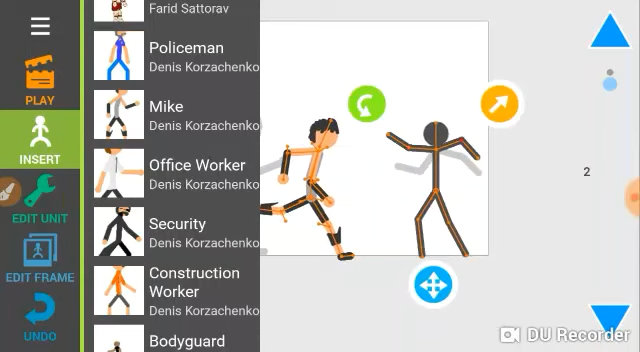 Farid Sattorav
Policeman
Denis Korzachenko
Mike
Denis Korzachenko
Office Worker
Denis Korzachenko
Security
Denis Korzachenko
Construction
Worker
Denis Korzachenko
Bodyguard
PLAY
INSERT
EDIT UNIT
EDIT FRAME
UNDO
2
DU Recorder